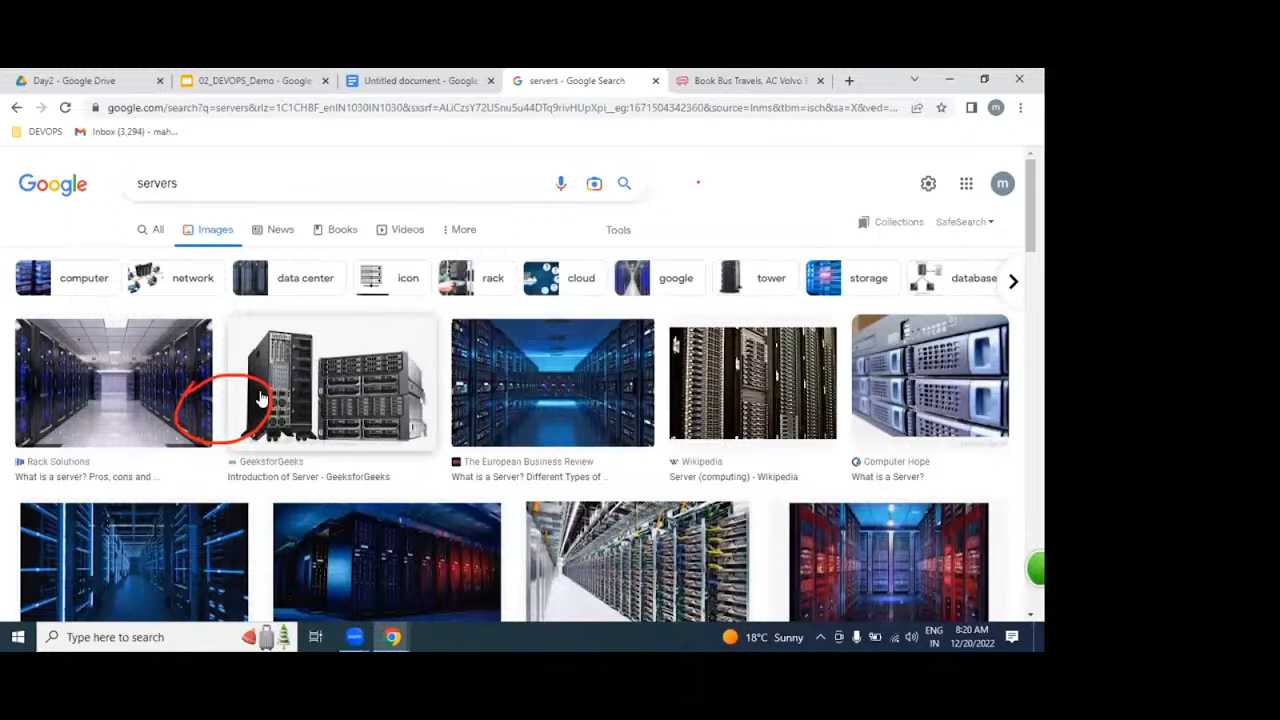 Day2 - Google Drive
02_DEVOPS_Demo - Google
Untitled document - Google
servers - Google Search
Book Bus Travels, AC Volvo
google.com/search?q=servers&rlz=1C1CHBF_enIN1030IN1030&sxsrf=ALiCzsY72USnu5u44DTq9rivHUpXpi__eg:1671504342360&source=lnms&tbm=isch&sa=X&ved=...
m
DEVOPS
Inbox (3,294) - mah...
Google
servers
m
All
Images
News
Books
Videos
More
Tools
Collections
SafeSearch
computer
network
data center
icon
rack
cloud
google
tower
storage
database
Rack Solutions
What is a server? Pros, cons and ...
GeeksforGeeks
Introduction of Server - GeeksforGeeks
The European Business Review
What is a Server? Different Types of ..
W Wikipedia
Server (computing) - Wikipedia
Computer Hope
What is a Server?
Type here to search
zoom
18°C Sunny
ENG
IN
8:20 AM
12/20/2022